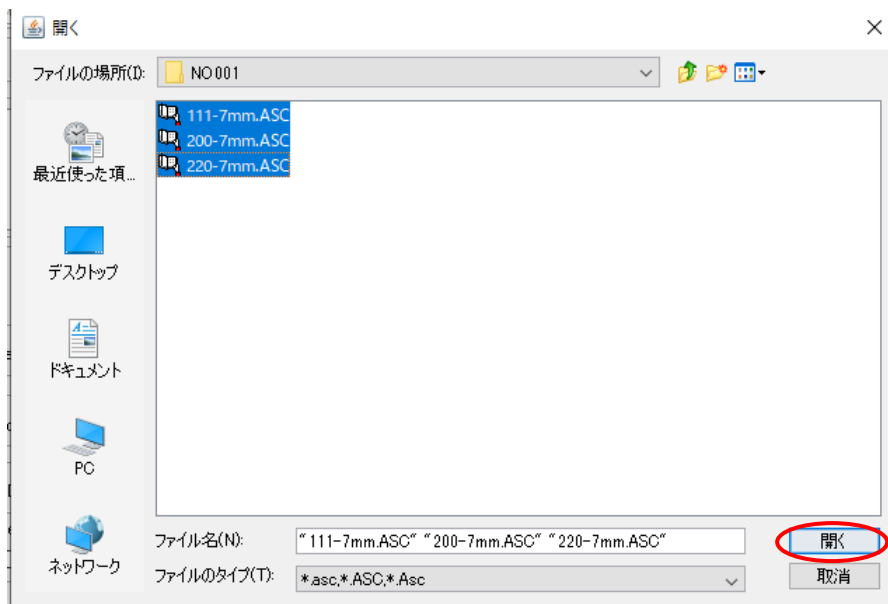 開く
ファイルの場所(I):
NO001
111-7mm.ASC
200-7mm.ASC
220-7mm.ASC
最近使った項...
デスクトップ
ドキュメント
PC
ネットワーク
ファイル名(N):
"111-7mm.ASC" "200-7mm.ASC" "220-7mm.ASC"
開く
ファイルのタイプ(T):
*.asc,*.ASC,*.Asc
取消